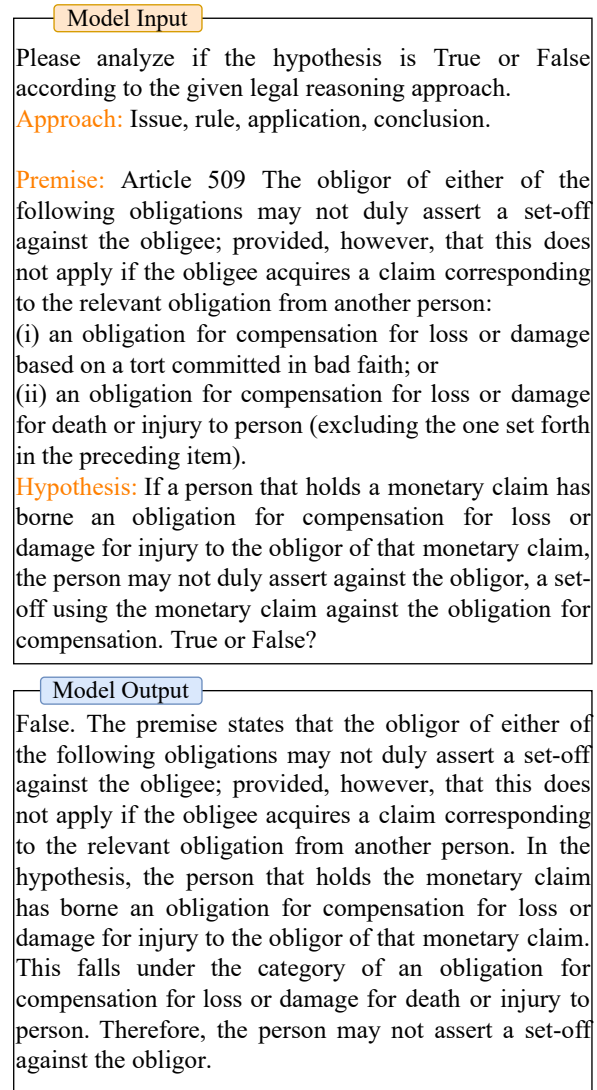 Model Input
Please analyze if the hypothesis is True or False
according to the given legal reasoning approach.
Approach: Issue, rule, application, conclusion.
Premise: Article 509 The obligor of either of the
following obligations may not duly assert a set-off
against the obligee; provided, however, that this does
not apply if the obligee acquires a claim corresponding
to the relevant obligation from another person:
(i) an obligation for compensation for loss or damage
based on a tort committed in bad faith; or
(ii) an obligation for compensation for loss or damage
for death or injury to person (excluding the one set forth
in the preceding item).
Hypothesis: If a person that holds a monetary claim has
borne an obligation for compensation for loss or
damage for injury to the obligor of that monetary claim,
the person may not duly assert against the obligor, a set-
off using the monetary claim against the obligation for
compensation. True or False?
Model Output
False. The premise states that the obligor of either of
the following obligations may not duly assert a set-off
against the obligee; provided, however, that this does
not apply if the obligee acquires a claim corresponding
to the relevant obligation from another person. In the
hypothesis, the person that holds the monetary claim
has borne an obligation for compensation for loss or
damage for injury to the obligor of that monetary claim.
This falls under the category of an obligation for
compensation for loss or damage for death or injury to
person. Therefore, the person may not assert a set-off
against the obligor.